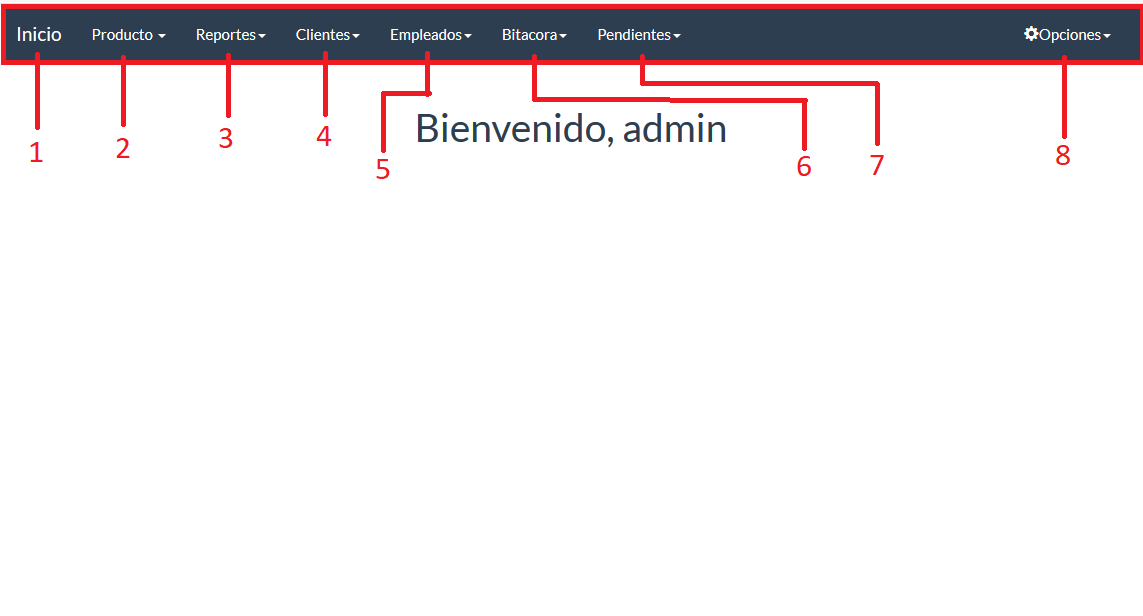 Inicio Producto Reportes Clientes Empleados Bitacora Pendientes Opciones
Bienvenido, admin
1 2 3 4 5 6 7 8